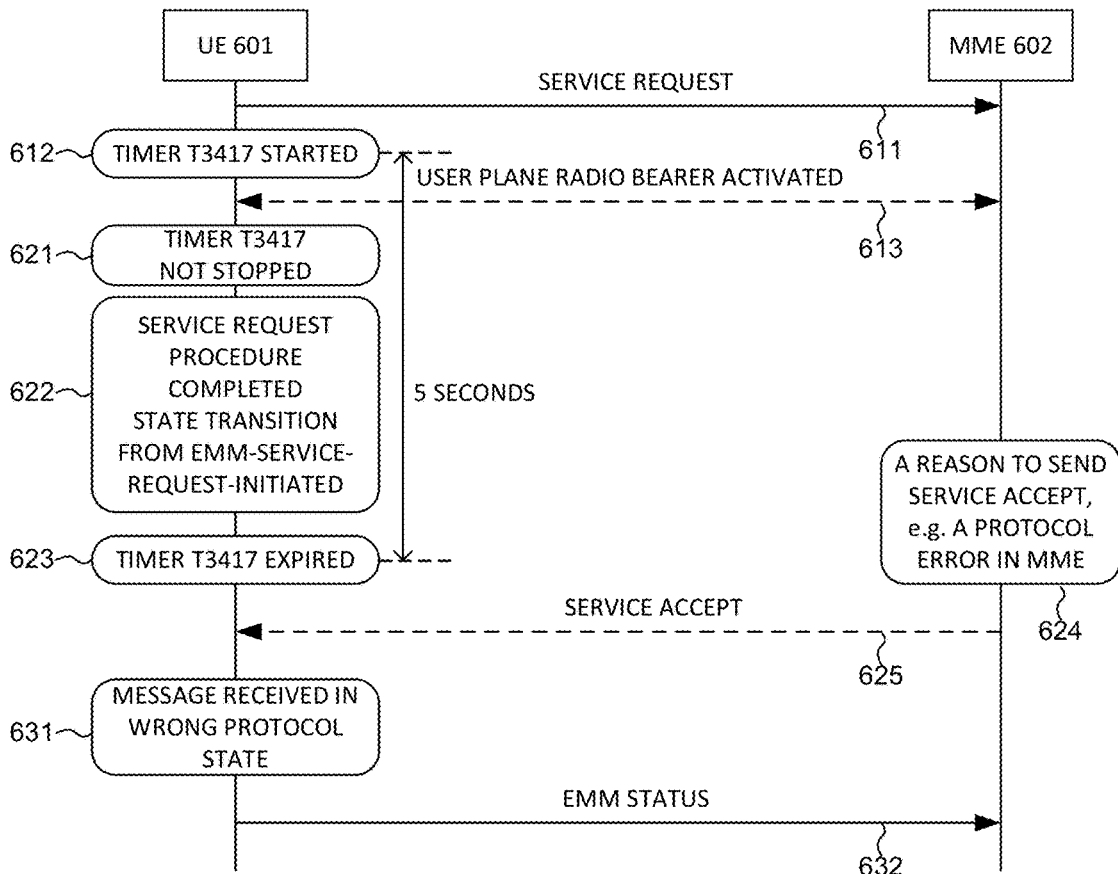 UE 601
MME 602
SERVICE REQUEST
611
612
TIMER T3417 STARTED
USER PLANE RADIO BEARER ACTIVATED
613
621
TIMER T3417
NOT STOPPED
622
SERVICE REQUEST
PROCEDURE
COMPLETED
STATE TRANSITION
FROM EMM-SERVICE-
REQUEST-INITIATED
5 SECONDS
A REASON TO SEND
SERVICE ACCEPT,
e.g. A PROTOCOL
ERROR IN MME
624
623
TIMER T3417 EXPIRED
SERVICE ACCEPT
625
631
MESSAGE RECEIVED IN
WRONG PROTOCOL
STATE
EMM STATUS
632